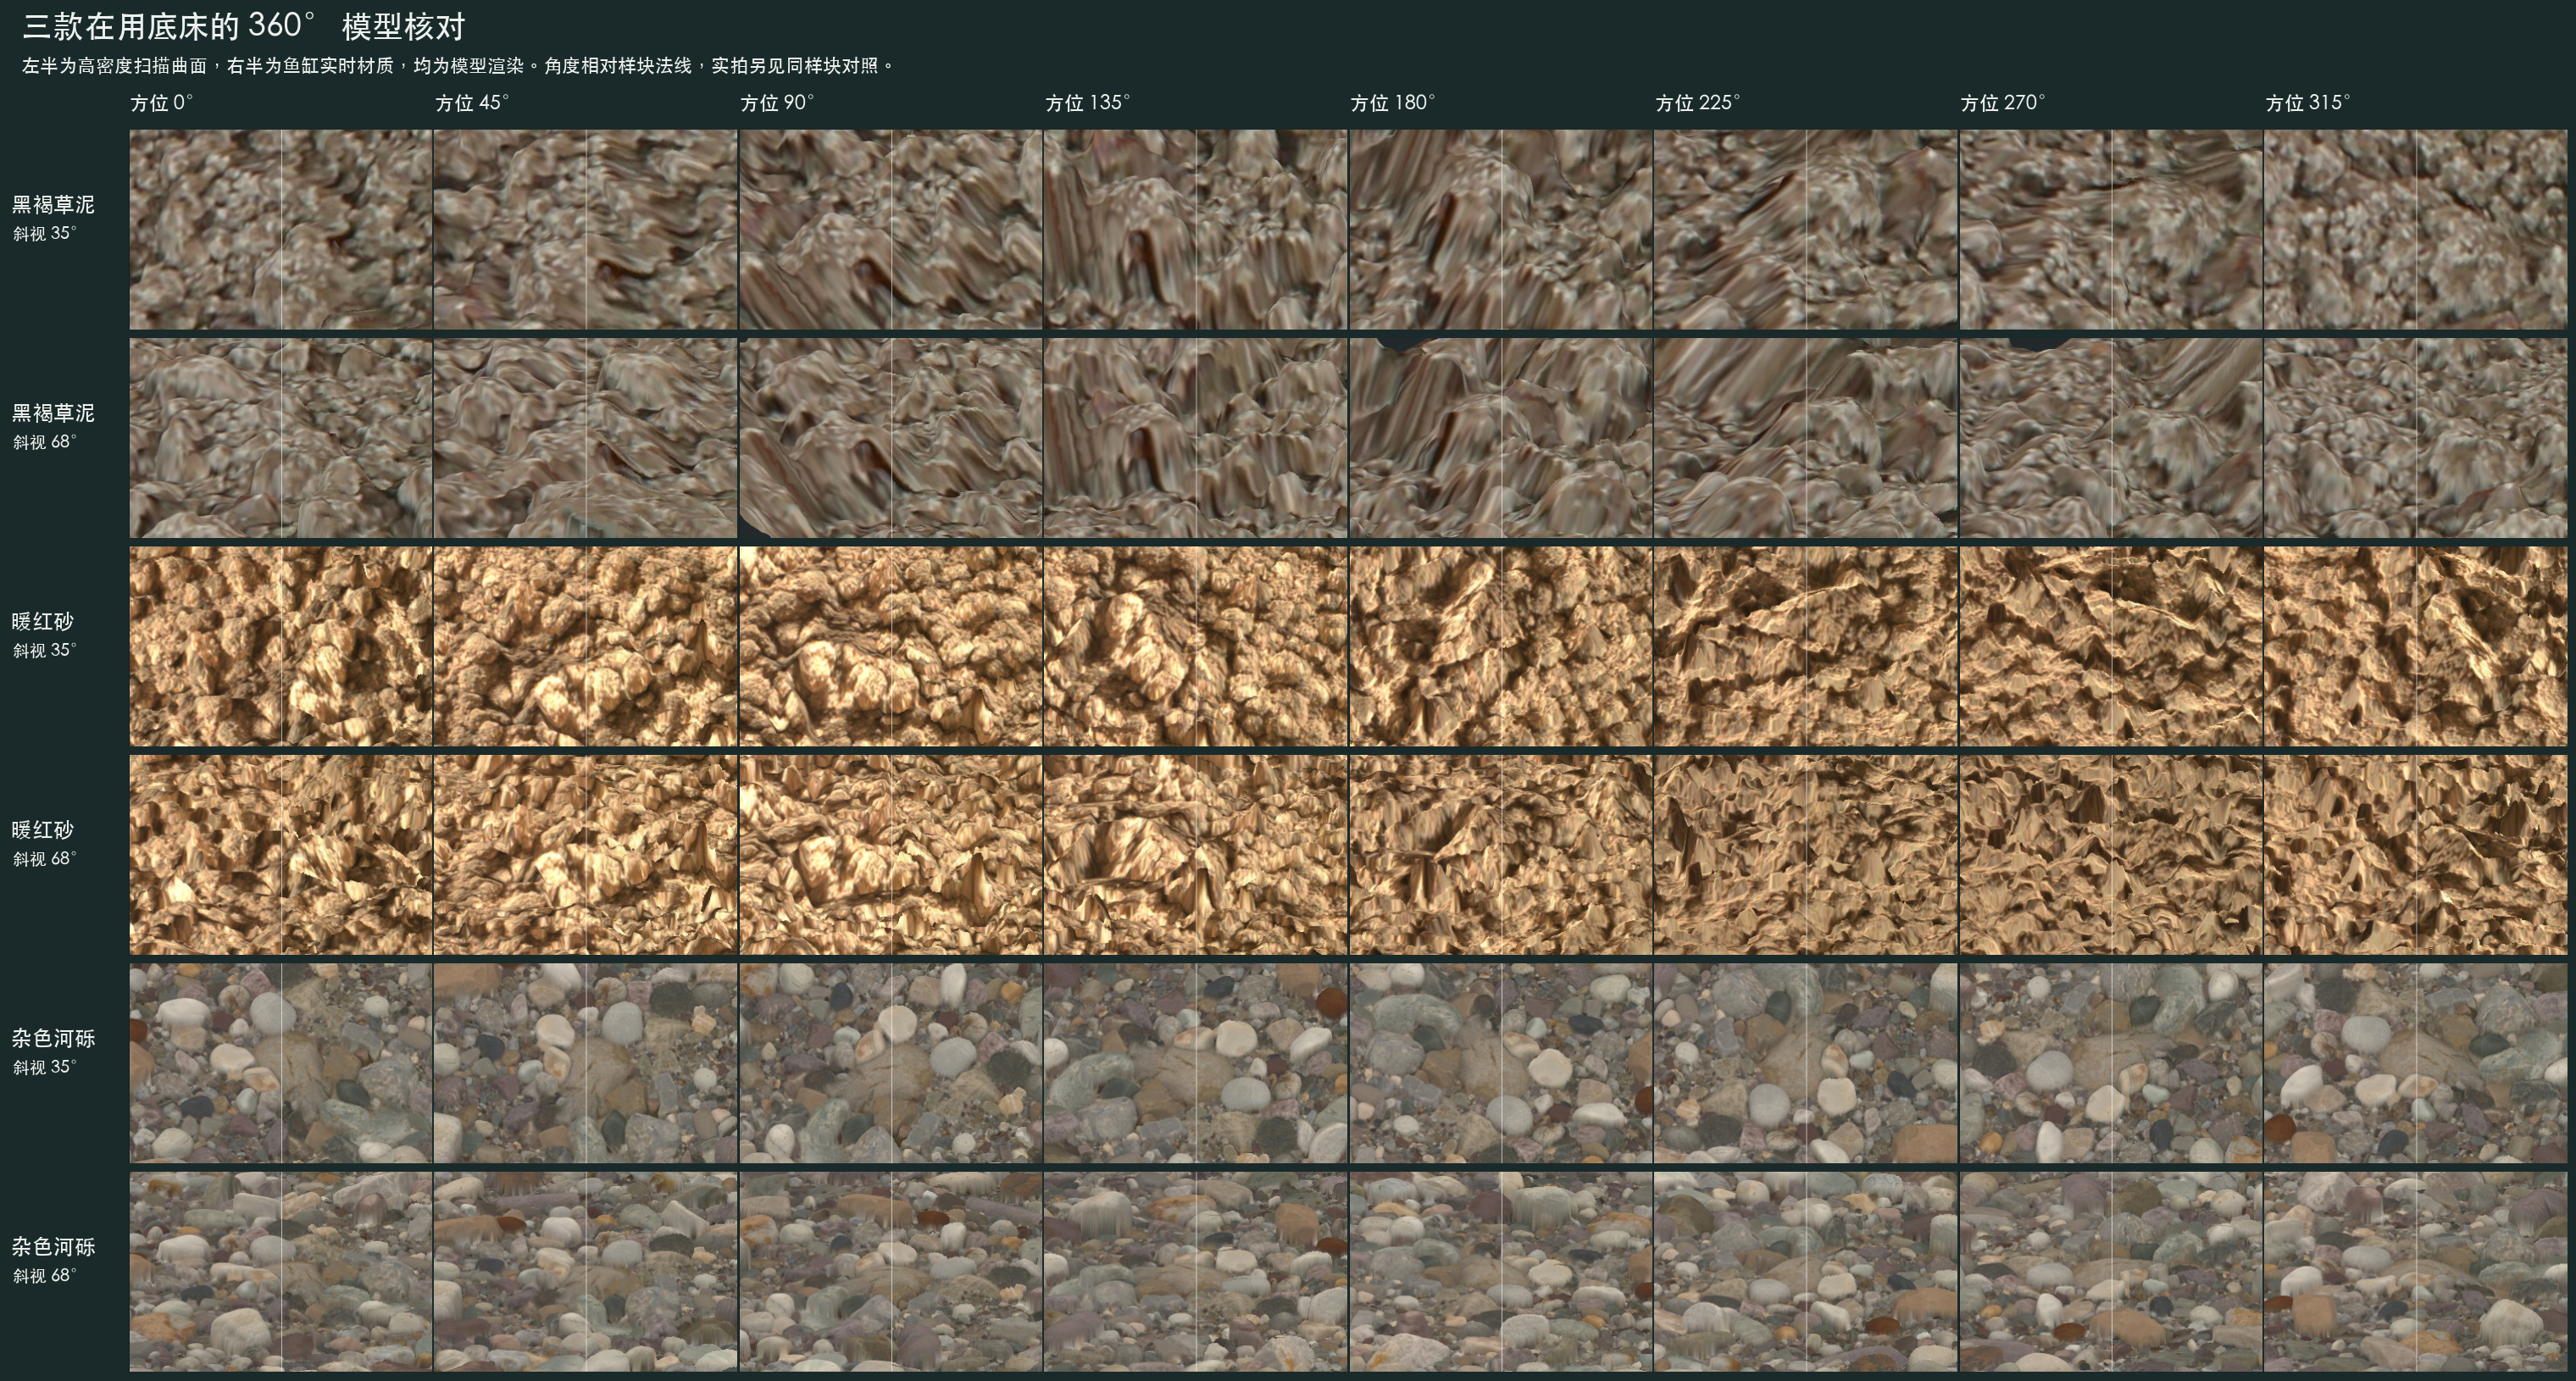 三款在用底床的 360° 模型核对
左半为高密度扫描曲面，右半为鱼缸实时材质，均为模型渲染。角度相对样块法线，实拍另见同样块对照。
方位 0° 方位 45° 方位 90° 方位 135° 方位 180° 方位 225° 方位 270° 方位 315°
黑褐草泥
斜视 35°
黑褐草泥
斜视 68°
暖红砂
斜视 35°
暖红砂
斜视 68°
杂色河砾
斜视 35°
杂色河砾
斜视 68°